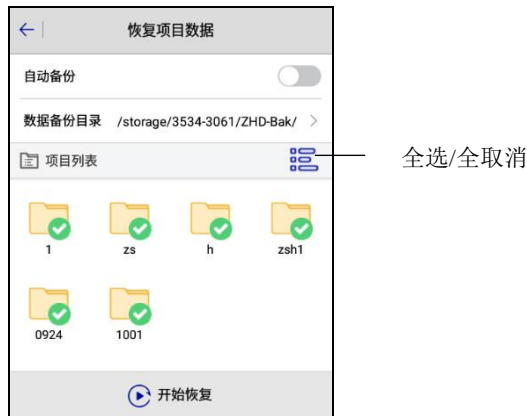 恢复项目数据
自动备份
数据备份目录 /storage/3534-3061/ZHD-Bak/
项目列表
全选/全取消
1 zs h zsh1
0924 1001
开始恢复